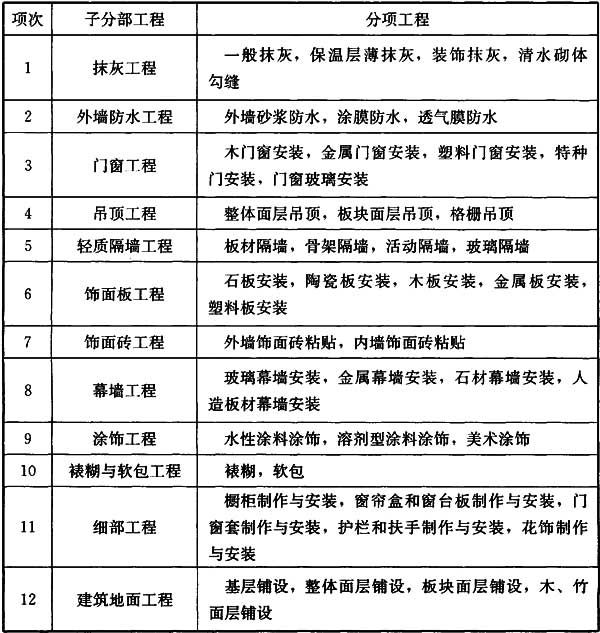 项次 子分部工程 分项工程
1 抹灰工程 一般抹灰，保温层薄抹灰，装饰抹灰，清水砌体
勾缝
2 外墙防水工程 外墙砂浆防水，涂膜防水，透气膜防水
3 门窗工程 木门窗安装，金属门窗安装，塑料门窗安装，特种
门安装，门窗玻璃安装
4 吊顶工程 整体面层吊顶，板块面层吊顶，格栅吊顶
5 轻质隔墙工程 板材隔墙，骨架隔墙，活动隔墙，玻璃隔墙
6 饰面板工程 石板安装，陶瓷板安装，木板安装，金属板安装，
塑料板安装
7 饰面砖工程 外墙饰面砖粘贴，内墙饰面砖粘贴
8 幕墙工程 玻璃幕墙安装，金属幕墙安装，石材幕墙安装，人
造板材幕墙安装
9 涂饰工程 水性涂料涂饰，溶剂型涂料涂饰，美术涂饰
10 裱糊与软包工程 裱糊，软包
11 细部工程 橱柜制作与安装，窗帘盒和窗台板制作与安装，门
窗套制作与安装，护栏和扶手制作与安装，花饰制作
与安装
12 建筑地面工程 基层铺设，整体面层铺设，板块面层铺设，木、竹
面层铺设